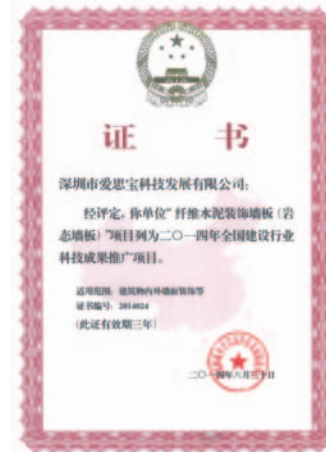 证 书
深圳市爱思宝科技发展有限公司:
经评定,你单位“纤维水泥装饰墙板(岩
态墙板)”项目列为二〇一四年全国建设行业
科技成果推广项目。
适用范围: 建筑物内外墙面装饰等
证书编号: 2014024
(此证有效期三年)
二〇一四年六月三十日